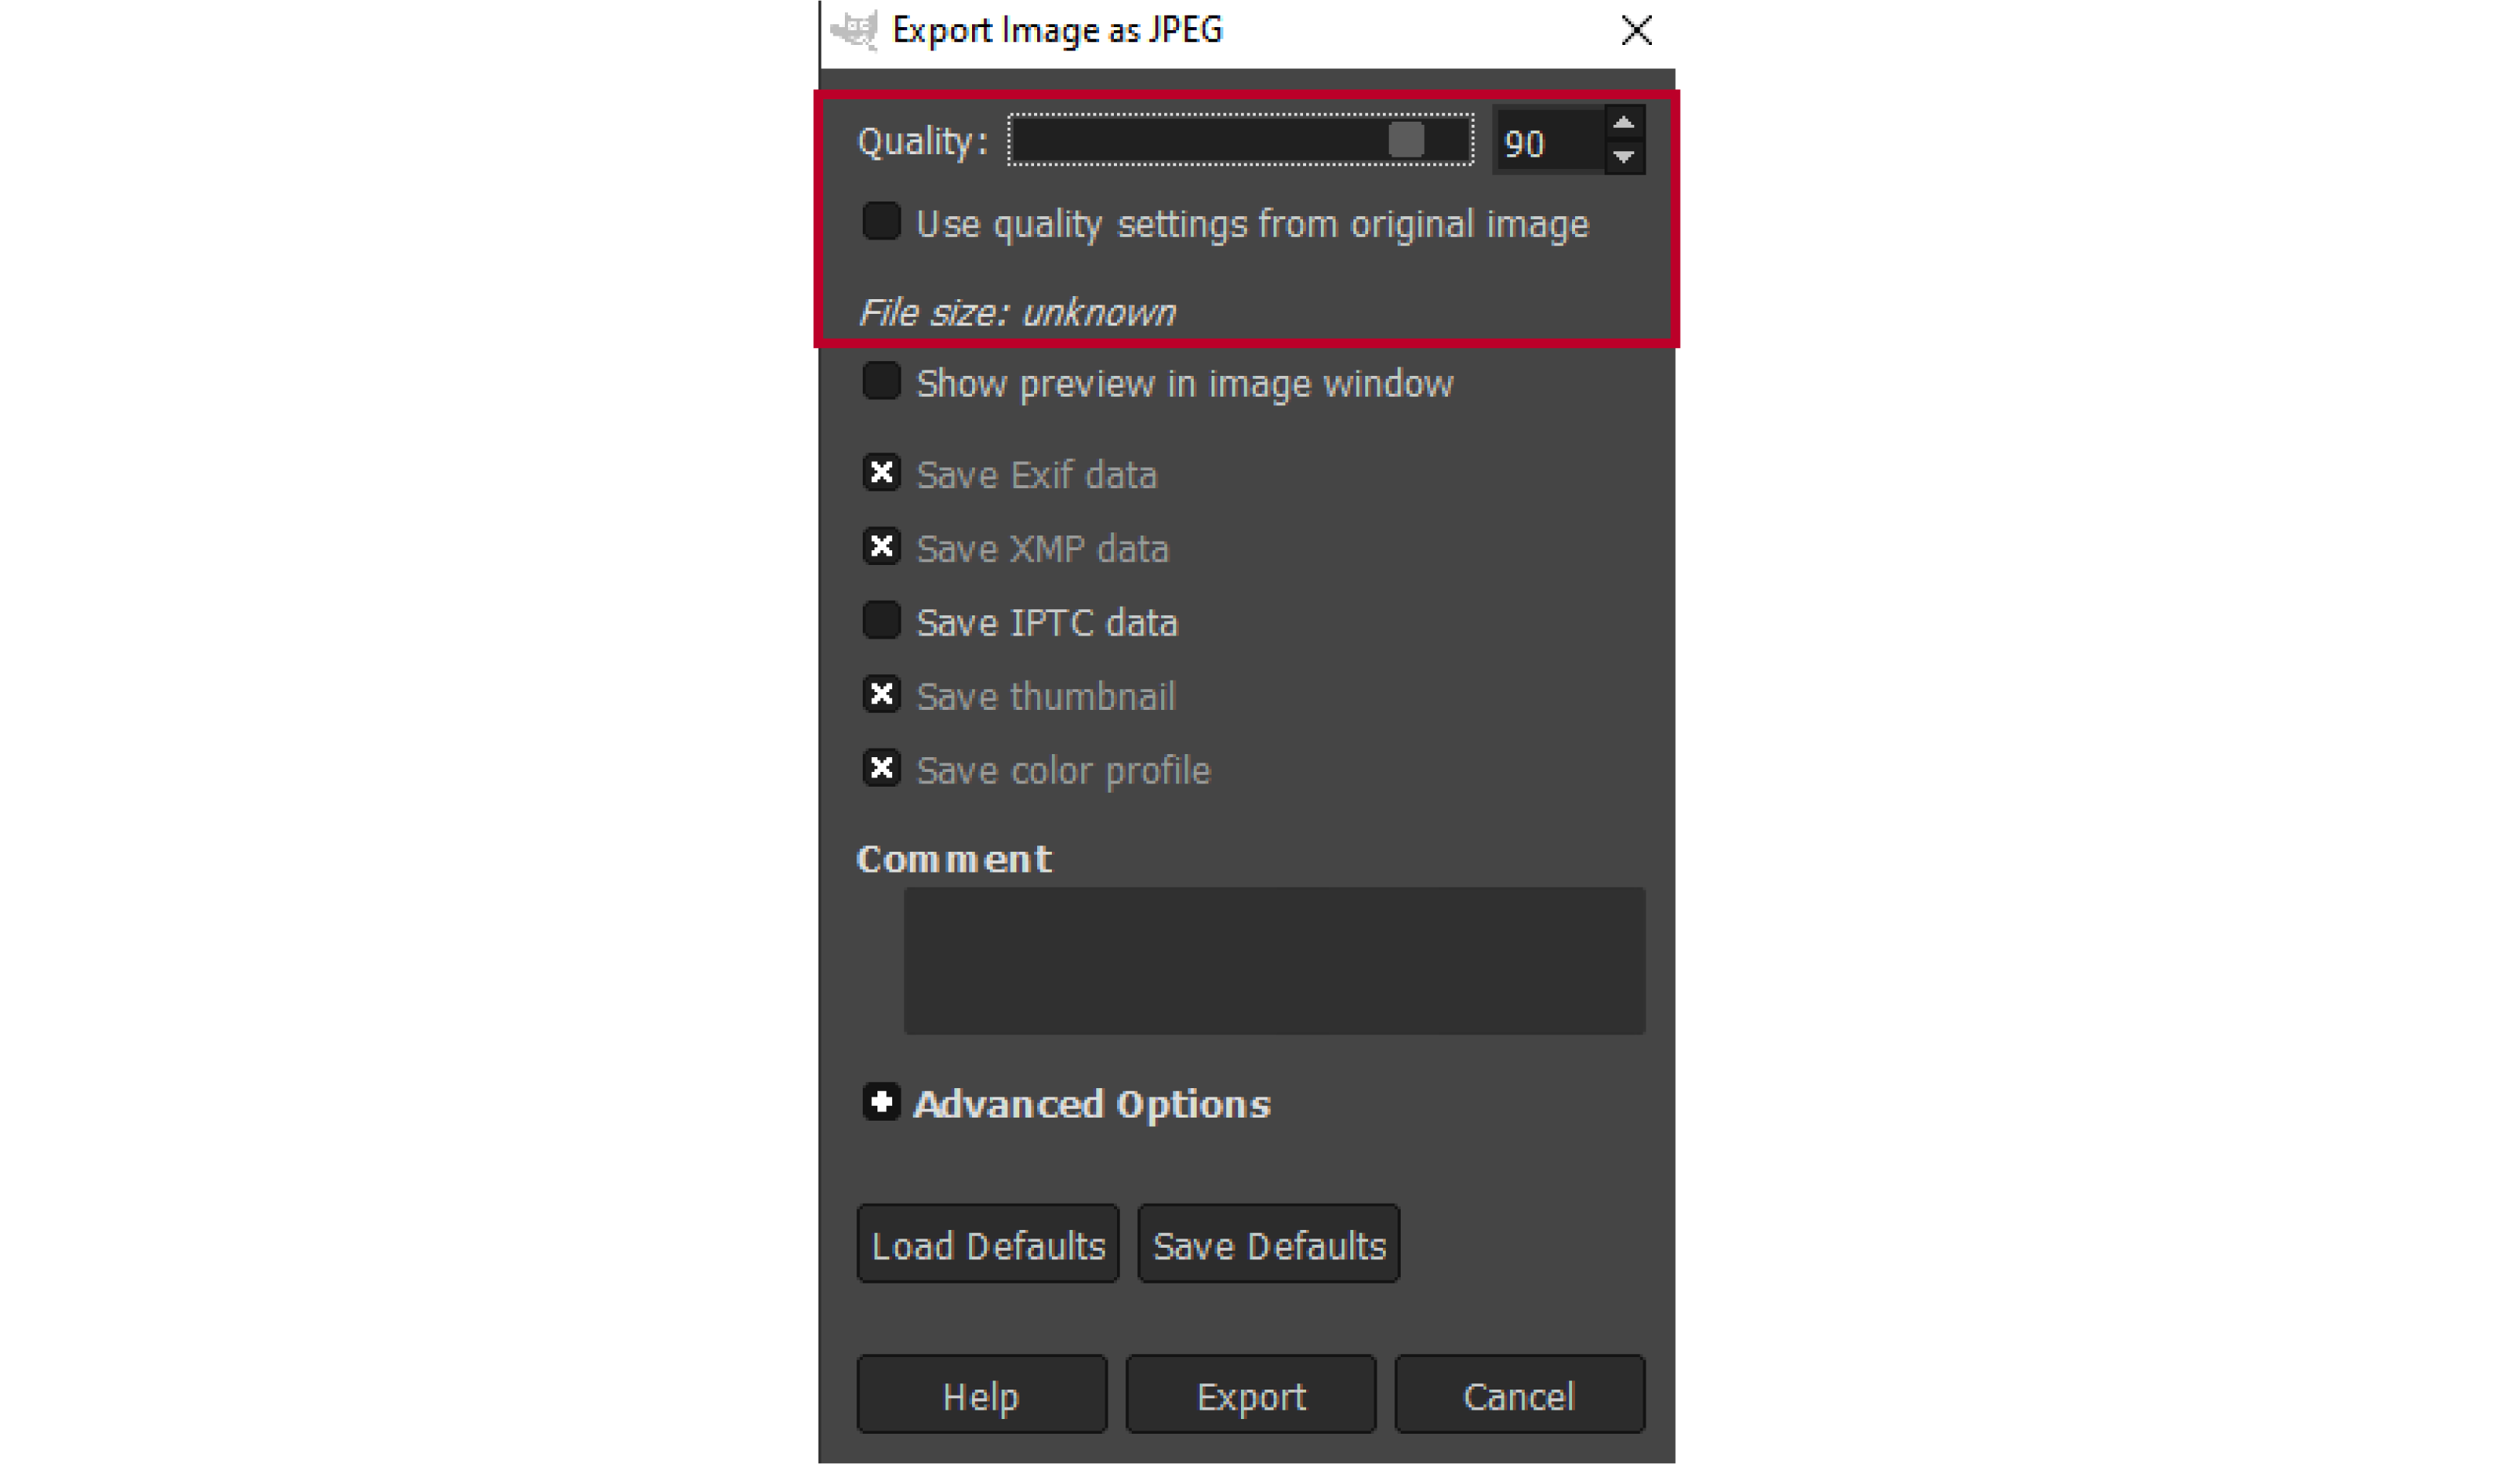 Export Image as JPEG
Quality: 90
Use quality settings from original image
File size: unknown
Show preview in image window
Save Exif data
Save XMP data
Save IPTC data
Save thumbnail
Save color profile
Comment
Advanced Options
Load Defaults Save Defaults
Help Export Cancel